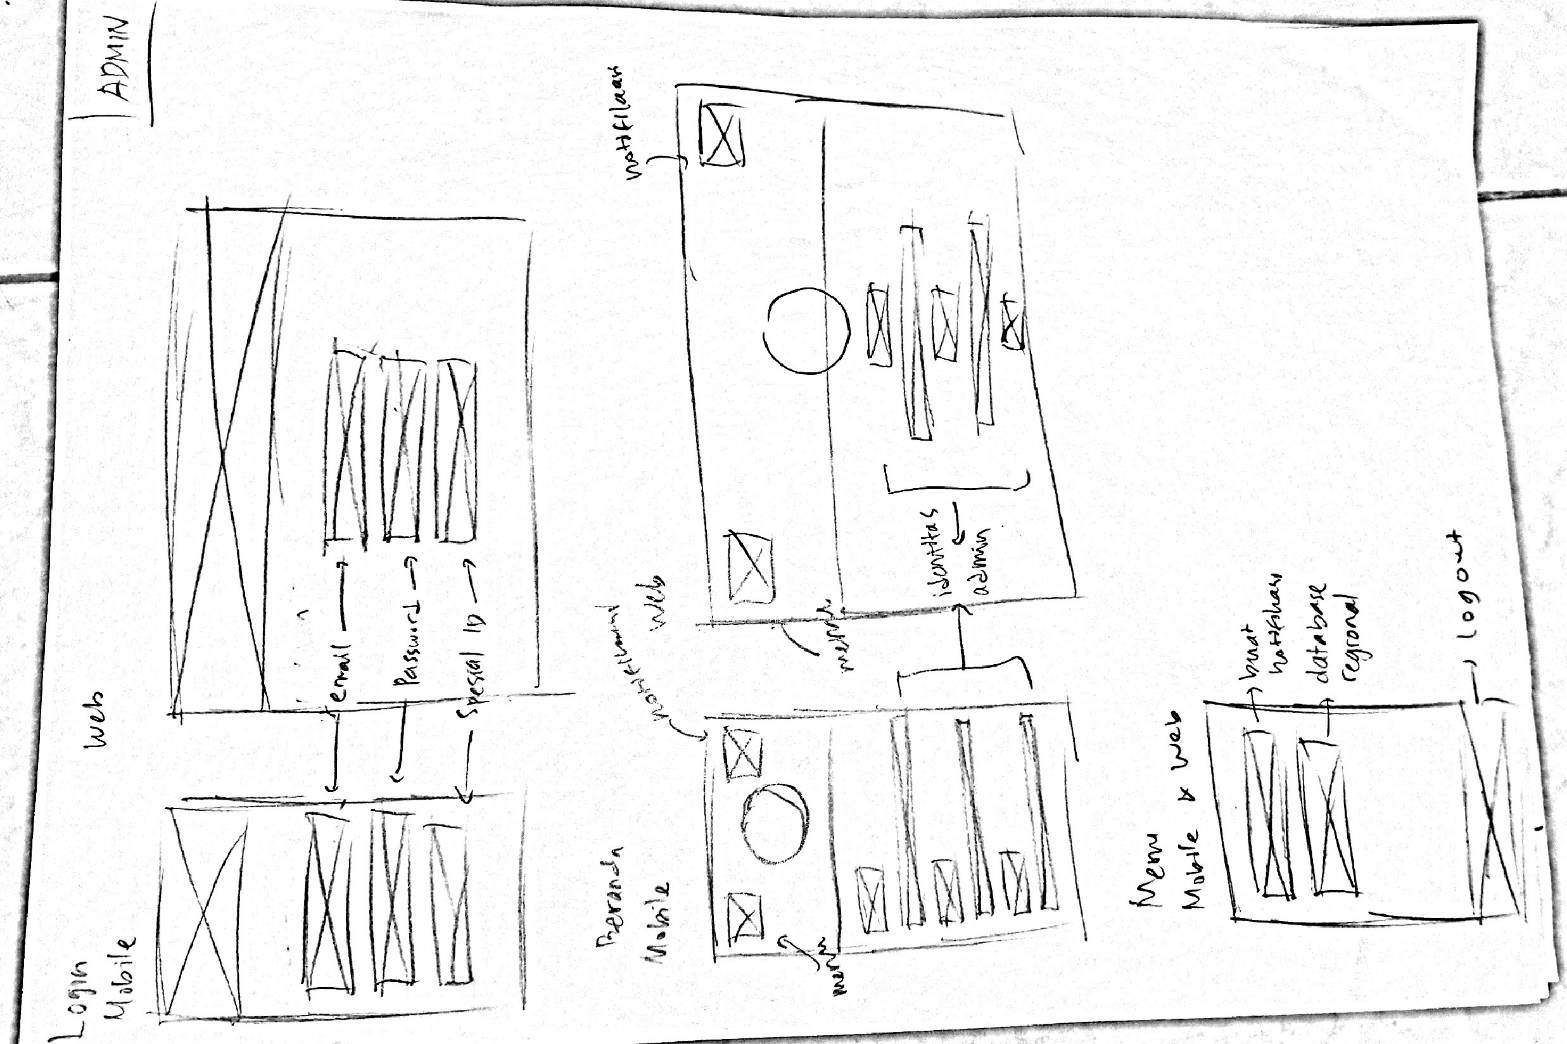 ADMIN
Login
Mobile
Web
email
Password
Spesial ID
Beranda
Mobile
Web
notifikasi
notifikasi
menu
menu
identitas
admin
Menu
Mobile & Web
buat
notifikasi
database
regional
logout